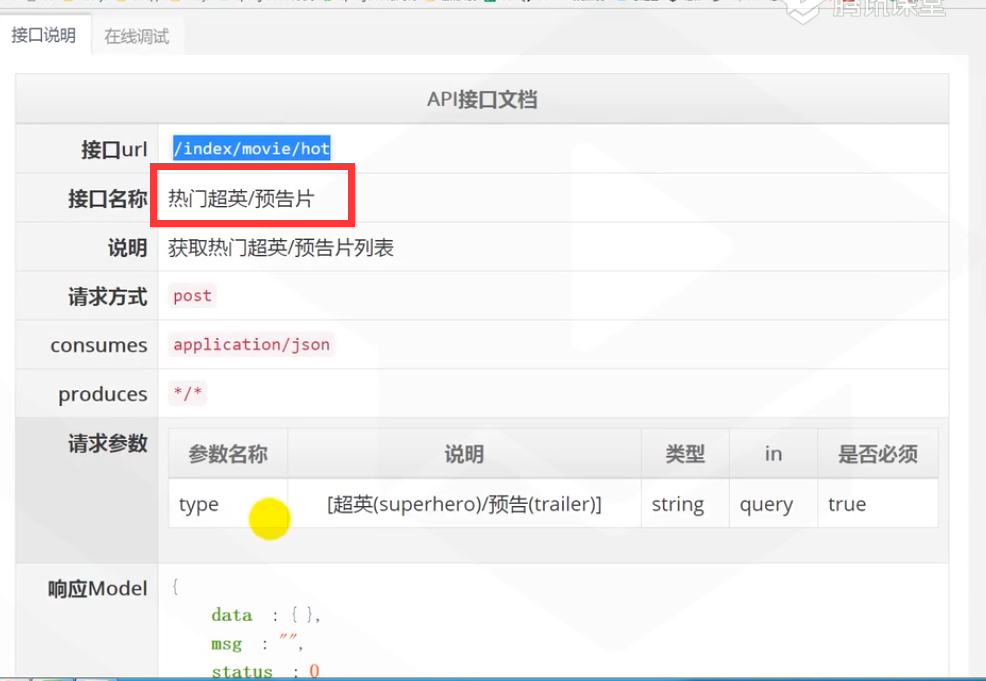 腾讯课堂
接口说明 在线调试
API接口文档
接口url /index/movie/hot
接口名称 热门超英/预告片
说明 获取热门超英/预告片列表
请求方式 post
consumes application/json
produces */*
请求参数 参数名称 说明 类型 in 是否必须
type [超英(superhero)/预告(trailer)] string query true
响应Model {
data : { },
msg : "",
status : 0